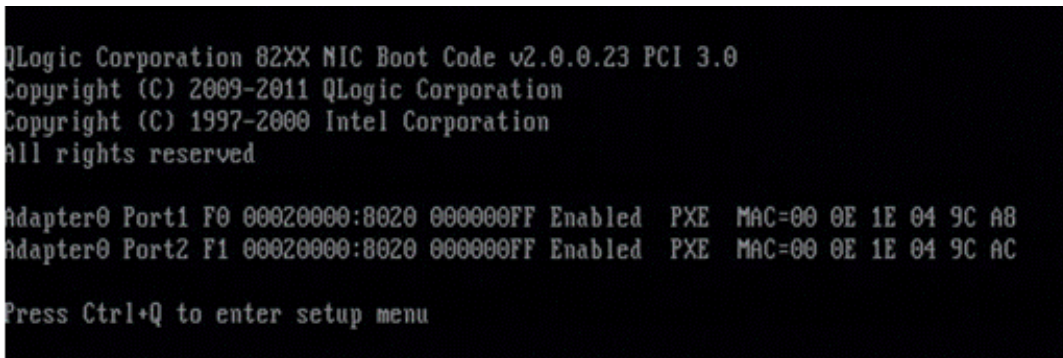 QLogic Corporation 82XX NIC Boot Code v2.0.0.23 PCI 3.0
Copyright (C) 2009-2011 QLogic Corporation
Copyright (C) 1997-2000 Intel Corporation
All rights reserved
Adapter0 Port1 F0 00020000:8020 000000FF Enabled PXE MAC=00 0E 1E 04 9C A8
Adapter0 Port2 F1 00020000:8020 000000FF Enabled PXE MAC=00 0E 1E 04 9C AC
Press Ctrl+Q to enter setup menu